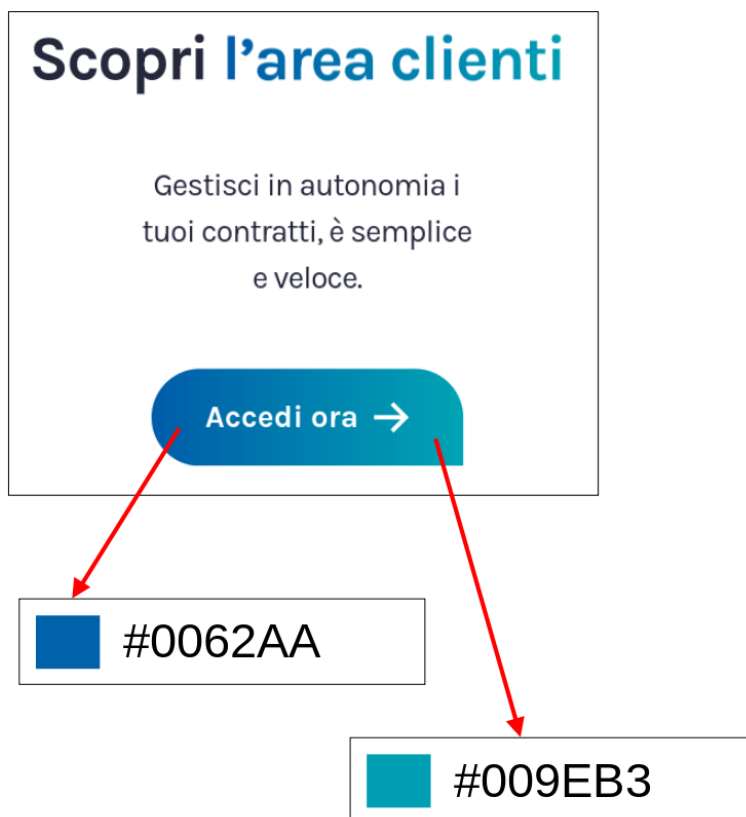 Scopri l’area clienti
Gestisci in autonomia i
tuoi contratti, è semplice
e veloce.
Accedi ora →
#0062AA
#009EB3